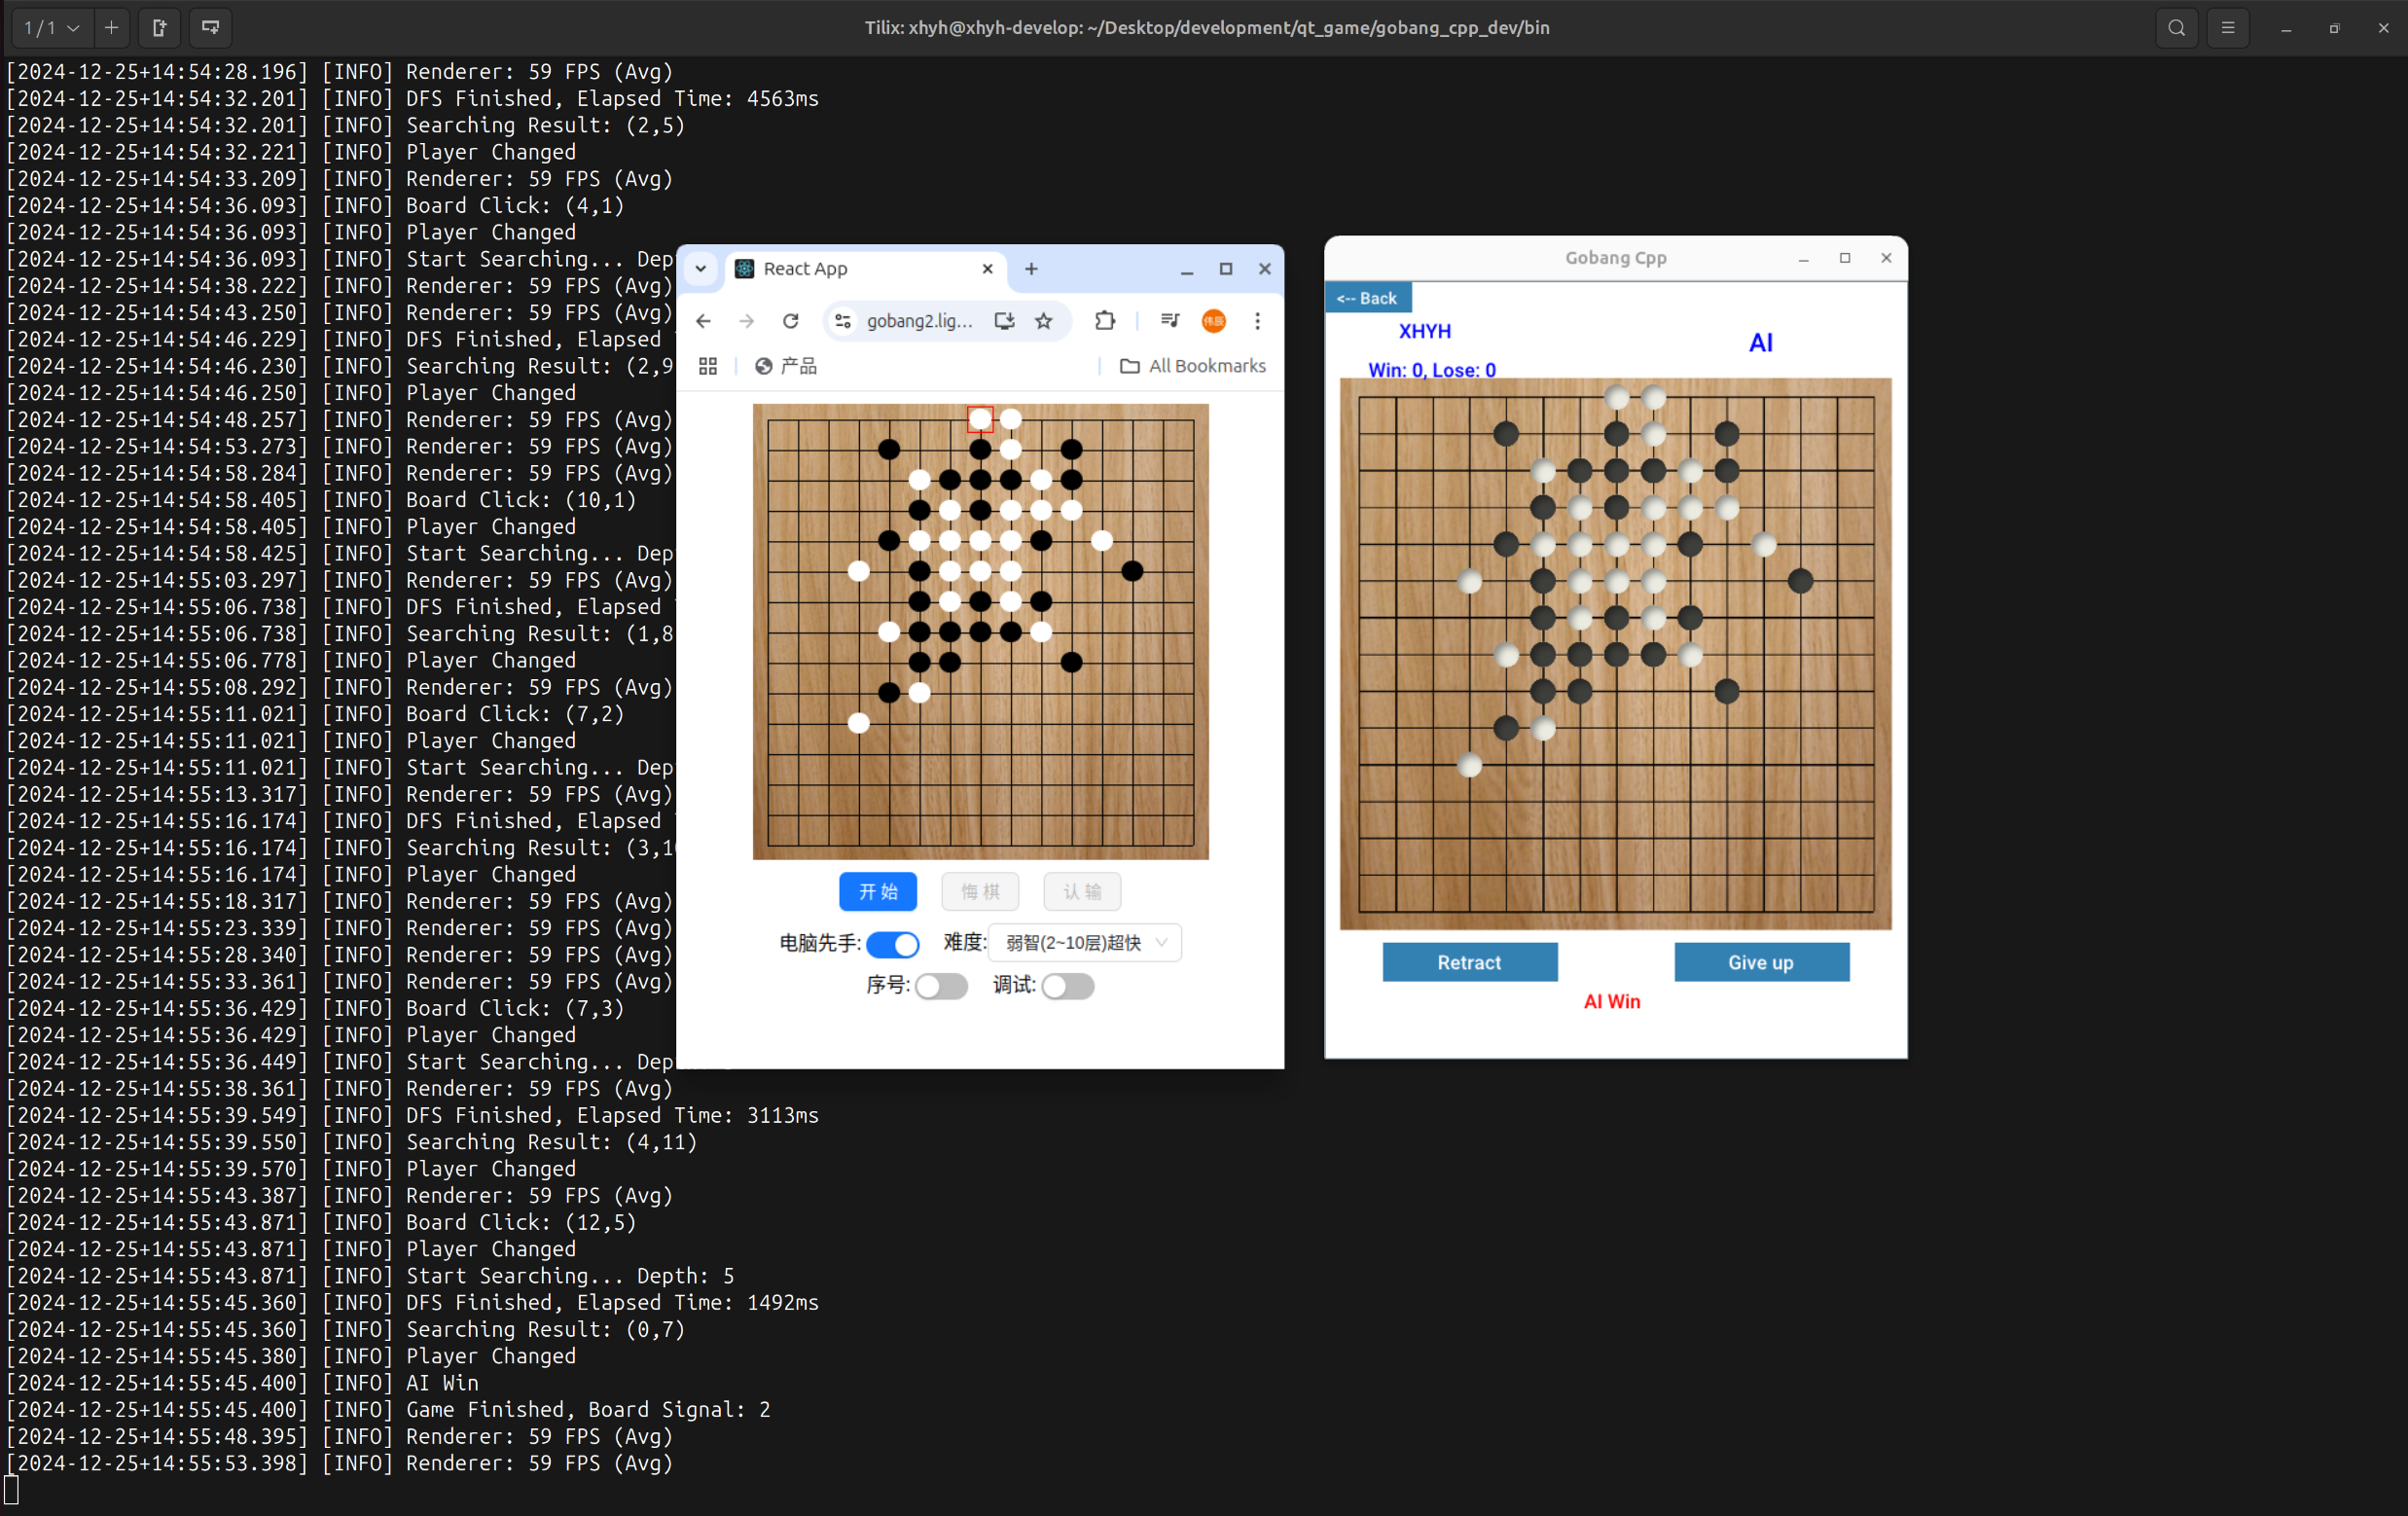 1 / 1
Tilix: xhyh@xhyh-develop: ~/Desktop/development/qt_game/gobang_cpp_dev/bin
[2024-12-25+14:54:28.196] [INFO] Renderer: 59 FPS (Avg)
[2024-12-25+14:54:32.201] [INFO] DFS Finished, Elapsed Time: 4563ms
[2024-12-25+14:54:32.201] [INFO] Searching Result: (2,5)
[2024-12-25+14:54:32.221] [INFO] Player Changed
[2024-12-25+14:54:33.209] [INFO] Renderer: 59 FPS (Avg)
[2024-12-25+14:54:36.093] [INFO] Board Click: (4,1)
[2024-12-25+14:54:36.093] [INFO] Player Changed
[2024-12-25+14:54:36.093] [INFO] Start Searching... Dep
[2024-12-25+14:54:38.222] [INFO] Renderer: 59 FPS (Avg)
[2024-12-25+14:54:43.250] [INFO] Renderer: 59 FPS (Avg)
[2024-12-25+14:54:46.229] [INFO] DFS Finished, Elapsed
[2024-12-25+14:54:46.230] [INFO] Searching Result: (2,9
[2024-12-25+14:54:46.250] [INFO] Player Changed
[2024-12-25+14:54:48.257] [INFO] Renderer: 59 FPS (Avg)
[2024-12-25+14:54:53.273] [INFO] Renderer: 59 FPS (Avg)
[2024-12-25+14:54:58.284] [INFO] Renderer: 59 FPS (Avg)
[2024-12-25+14:54:58.405] [INFO] Board Click: (10,1)
[2024-12-25+14:54:58.405] [INFO] Player Changed
[2024-12-25+14:54:58.425] [INFO] Start Searching... Dep
[2024-12-25+14:55:03.297] [INFO] Renderer: 59 FPS (Avg)
[2024-12-25+14:55:06.738] [INFO] DFS Finished, Elapsed
[2024-12-25+14:55:06.738] [INFO] Searching Result: (1,8
[2024-12-25+14:55:06.778] [INFO] Player Changed
[2024-12-25+14:55:08.292] [INFO] Renderer: 59 FPS (Avg)
[2024-12-25+14:55:11.021] [INFO] Board Click: (7,2)
[2024-12-25+14:55:11.021] [INFO] Player Changed
[2024-12-25+14:55:11.021] [INFO] Start Searching... Dep
[2024-12-25+14:55:13.317] [INFO] Renderer: 59 FPS (Avg)
[2024-12-25+14:55:16.174] [INFO] DFS Finished, Elapsed
[2024-12-25+14:55:16.174] [INFO] Searching Result: (3,1
[2024-12-25+14:55:16.174] [INFO] Player Changed
[2024-12-25+14:55:18.317] [INFO] Renderer: 59 FPS (Avg)
[2024-12-25+14:55:23.339] [INFO] Renderer: 59 FPS (Avg)
[2024-12-25+14:55:28.340] [INFO] Renderer: 59 FPS (Avg)
[2024-12-25+14:55:33.361] [INFO] Renderer: 59 FPS (Avg)
[2024-12-25+14:55:36.429] [INFO] Board Click: (7,3)
[2024-12-25+14:55:36.429] [INFO] Player Changed
[2024-12-25+14:55:36.449] [INFO] Start Searching... Dep
[2024-12-25+14:55:38.361] [INFO] Renderer: 59 FPS (Avg)
[2024-12-25+14:55:39.549] [INFO] DFS Finished, Elapsed Time: 3113ms
[2024-12-25+14:55:39.550] [INFO] Searching Result: (4,11)
[2024-12-25+14:55:39.570] [INFO] Player Changed
[2024-12-25+14:55:43.387] [INFO] Renderer: 59 FPS (Avg)
[2024-12-25+14:55:43.871] [INFO] Board Click: (12,5)
[2024-12-25+14:55:43.871] [INFO] Player Changed
[2024-12-25+14:55:43.871] [INFO] Start Searching... Depth: 5
[2024-12-25+14:55:45.360] [INFO] DFS Finished, Elapsed Time: 1492ms
[2024-12-25+14:55:45.360] [INFO] Searching Result: (0,7)
[2024-12-25+14:55:45.380] [INFO] Player Changed
[2024-12-25+14:55:45.400] [INFO] AI Win
[2024-12-25+14:55:45.400] [INFO] Game Finished, Board Signal: 2
[2024-12-25+14:55:48.395] [INFO] Renderer: 59 FPS (Avg)
[2024-12-25+14:55:53.398] [INFO] Renderer: 59 FPS (Avg)
React App
gobang2.lig...
伟辰
产品
All Bookmarks
开 始
悔 棋
认 输
电脑先手:
难度: 弱智(2~10层)超快
序号:
调试:
Gobang Cpp
<-- Back
XHYH
AI
Win: 0, Lose: 0
Retract
Give up
AI Win